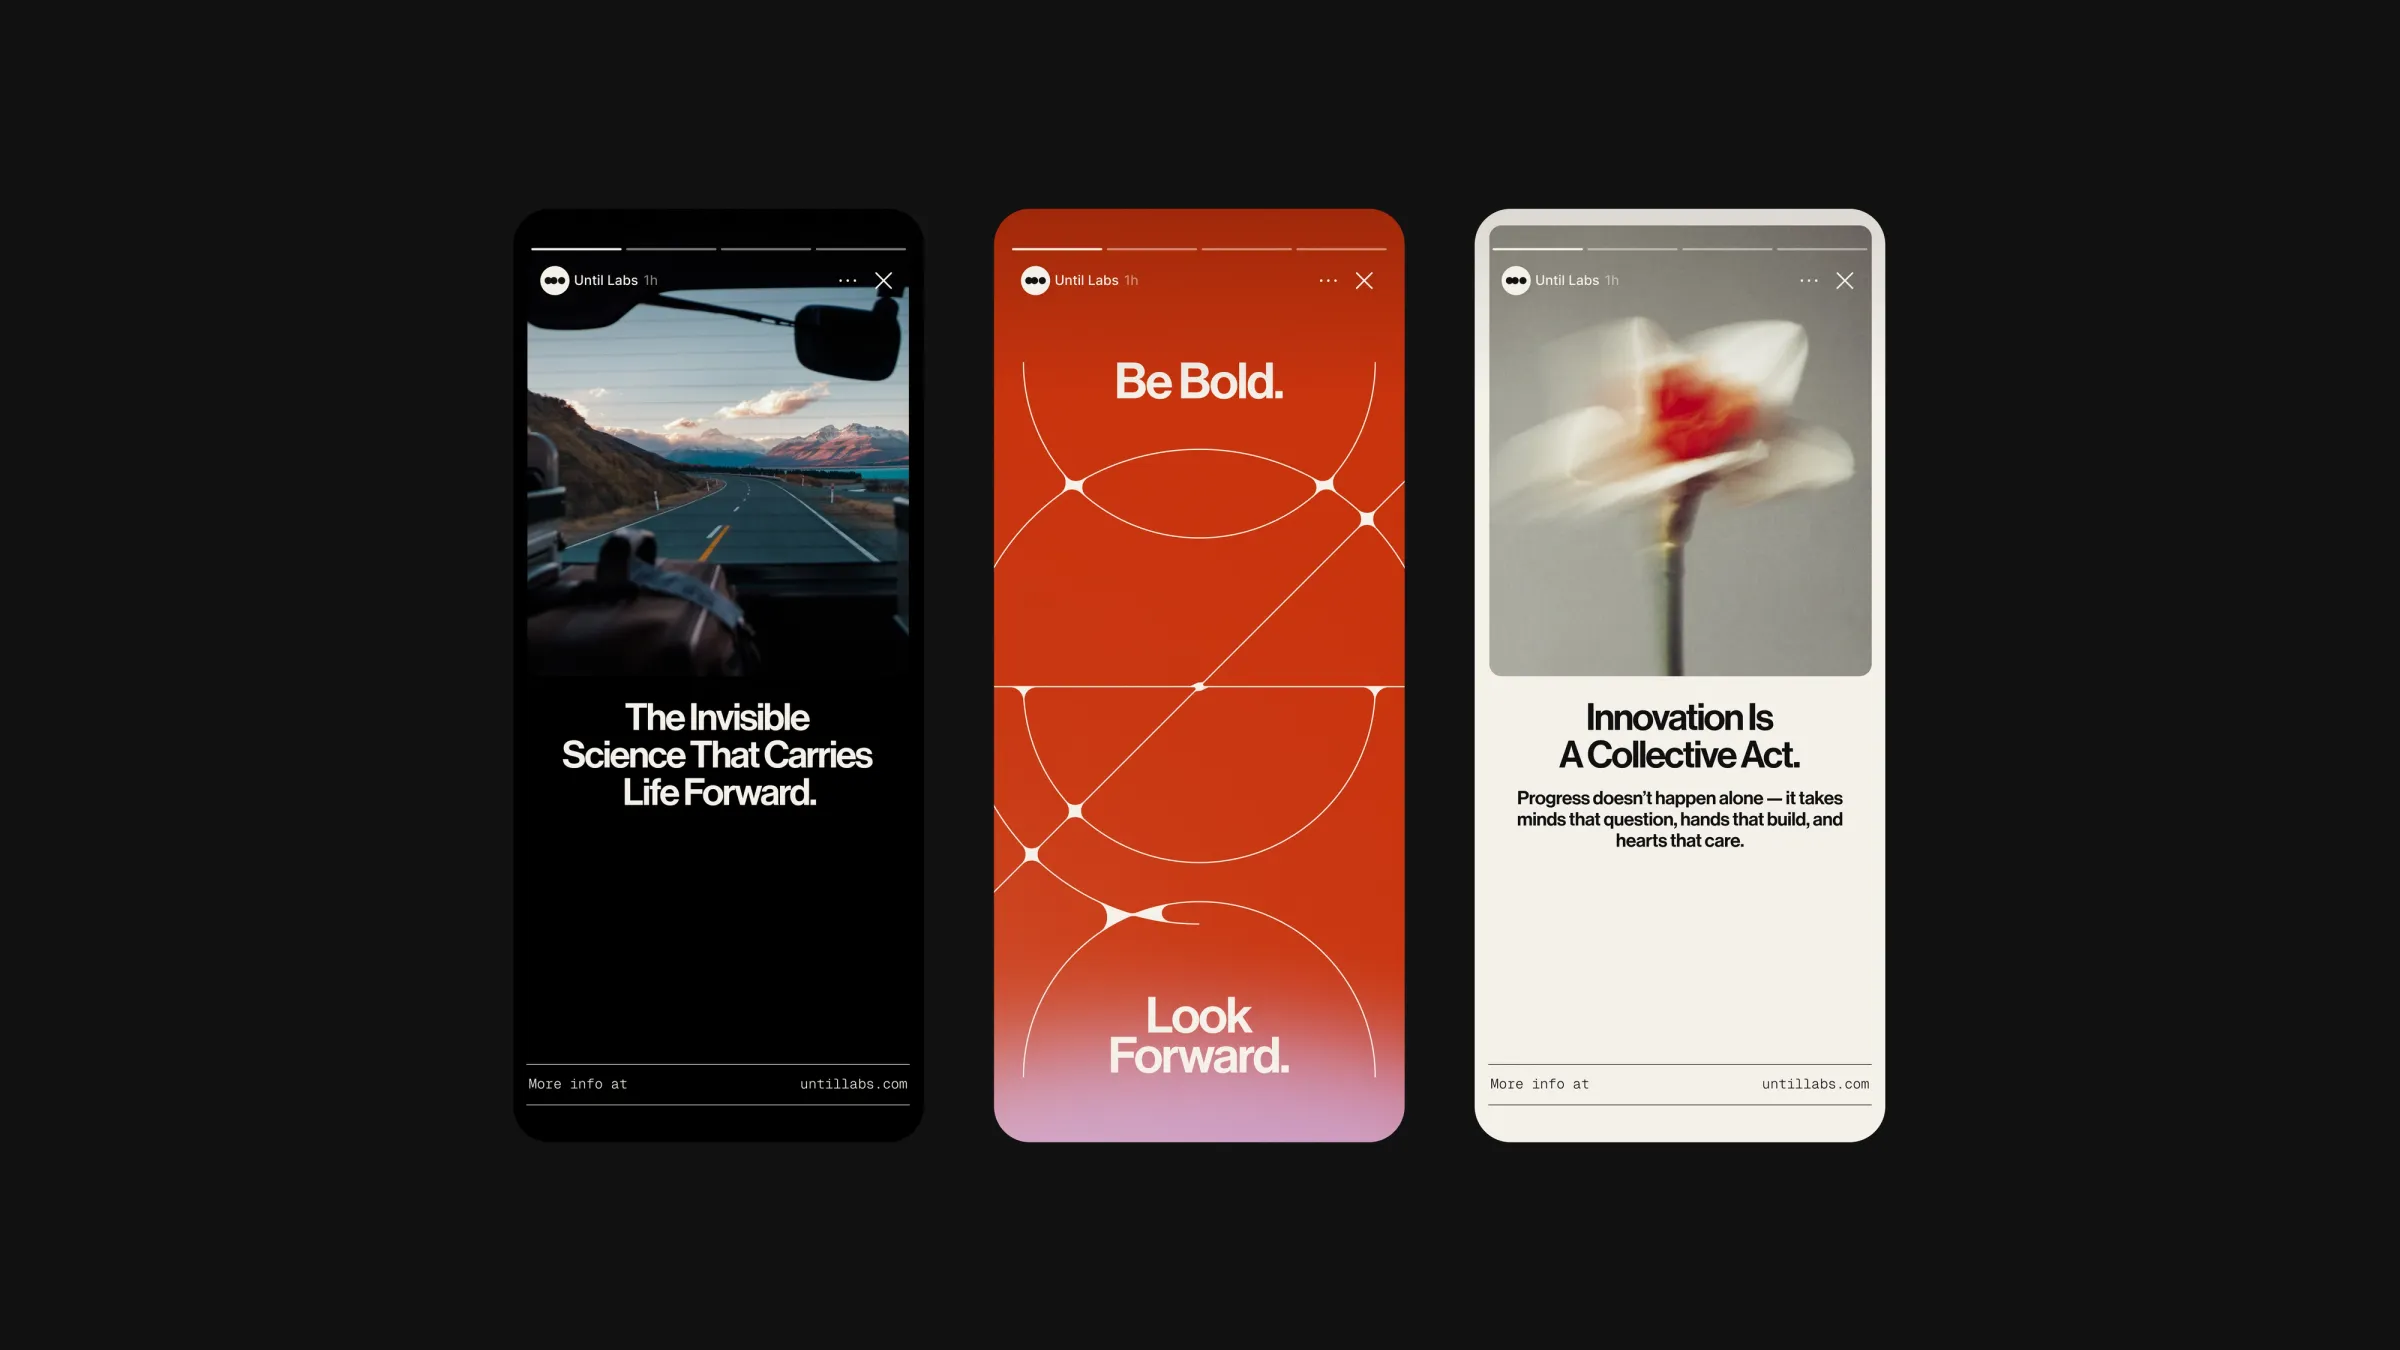 Until Labs 1h
The Invisible
Science That Carries
Life Forward.
More info at untillabs.com
Until Labs 1h
Be Bold.
Look
Forward.
Until Labs 1h
Innovation Is
A Collective Act.
Progress doesn’t happen alone — it takes
minds that question, hands that build, and
hearts that care.
More info at untillabs.com